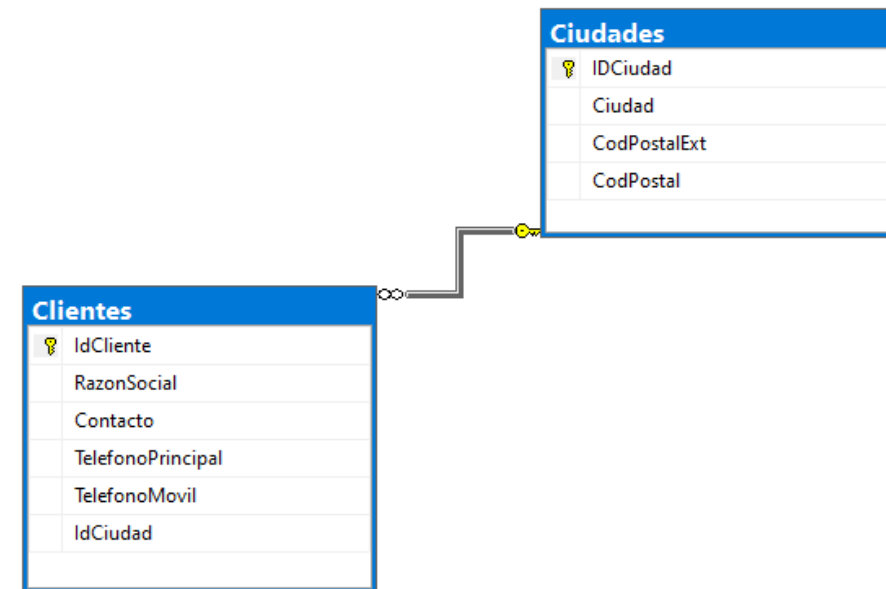 Ciudades
IDCiudad
Ciudad
CodPostalExt
CodPostal
Clientes
IdCliente
RazonSocial
Contacto
TelefonoPrincipal
TelefonoMovil
IdCiudad